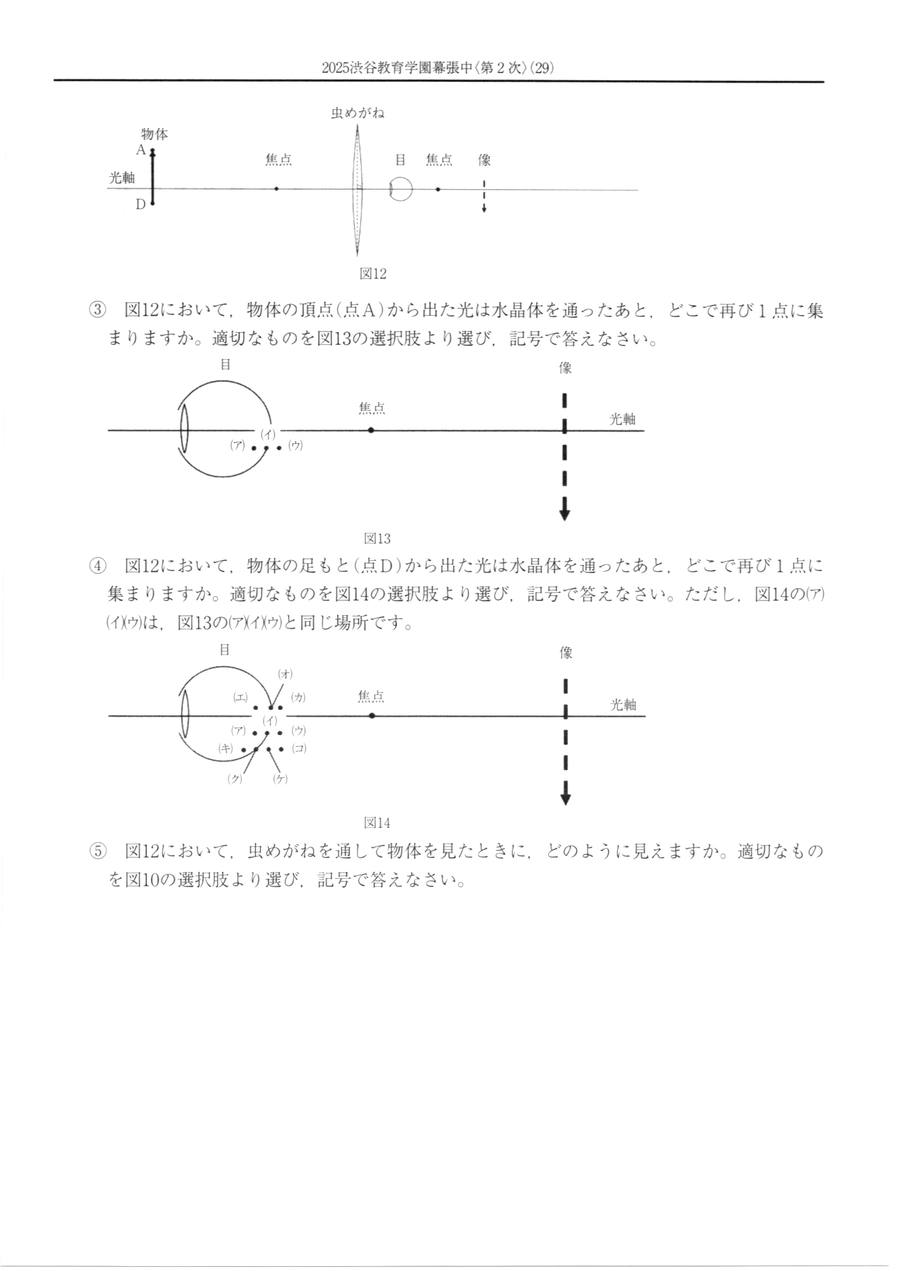 2025渋谷教育学園幕張中〈第2次〉(29)
虫めがね
物体
A
焦点
目
焦点
像
光軸
D
図12
③ 図12において，物体の頂点(点A)から出た光は水晶体を通ったあと，どこで再び1点に集
まりますか。適切なものを図13の選択肢より選び，記号で答えなさい。
目
像
焦点
光軸
(イ)
(ア)
(ウ)
図13
④ 図12において，物体の足もと(点D)から出た光は水晶体を通ったあと，どこで再び1点に
集まりますか。適切なものを図14の選択肢より選び，記号で答えなさい。ただし，図14の(ア)
(イ)(ウ)は，図13の(ア)(イ)(ウ)と同じ場所です。
目
像
(オ)
(エ)
(カ)
焦点
光軸
(イ)
(ア)
(ウ)
(キ)
(コ)
(ク)
(ケ)
図14
⑤ 図12において，虫めがねを通して物体を見たときに，どのように見えますか。適切なもの
を図10の選択肢より選び，記号で答えなさい。